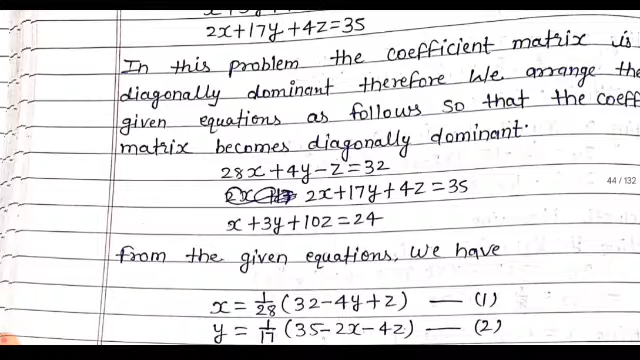 2x+17y+4z=35
In this problem the coefficient matrix is
diagonally dominant therefore We arrange the
given equations as follows so that the coeff
matrix becomes diagonally dominant.
28x+4y-z=32
2x+17y+4z=35
x+3y+10z=24
from the given equations, We have
x = 1/28 (32-4y+z) — (1)
y = 1/17 (35-2x-4z) — (2)
44 / 132